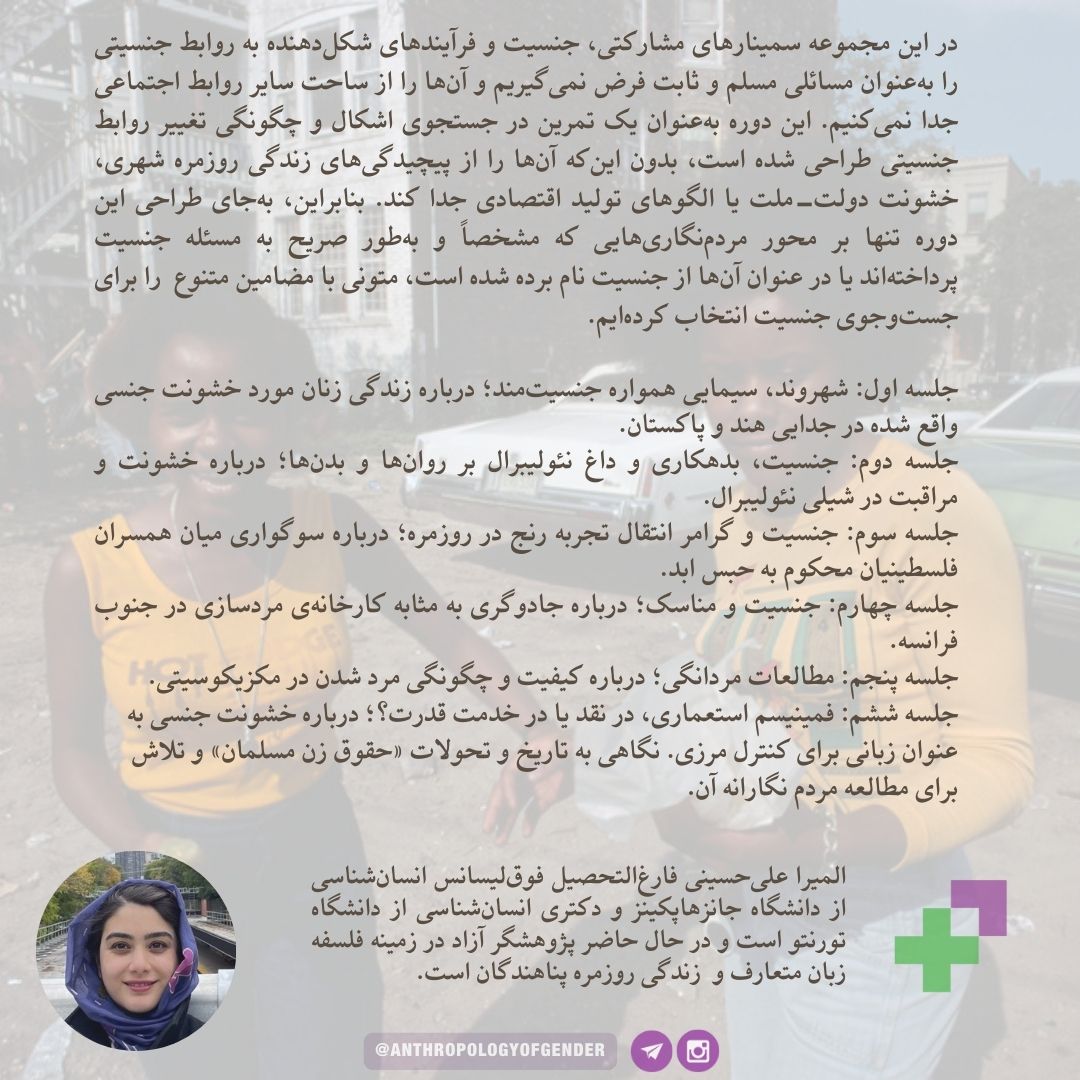 در این مجموعه سمینارهای مشارکتی، جنسیت و فرآیندهای شکل‌دهنده به روابط جنسیتی
را به‌عنوان مسائلی مسلم و ثابت فرض نمی‌گیریم و آن‌ها را از ساحت سایر روابط اجتماعی
جدا نمی‌کنیم. این دوره به‌عنوان یک تمرین در جستجوی اشکال و چگونگی تغییر روابط
جنسیتی طراحی شده است، بدون این‌که آن‌ها را از پیچیدگی‌های زندگی روزمره شهری،
خشونت دولت_ملت یا الگوهای تولید اقتصادی جدا کند. بنابراین، به‌جای طراحی این
دوره تنها بر محور مردم‌نگاری‌هایی که مشخصاً و به‌طور صریح به مسئله جنسیت
پرداخته‌اند یا در عنوان آن‌ها از جنسیت نام برده شده است، متونی با مضامین متنوع را برای
جست‌وجوی جنسیت انتخاب کرده‌ایم.
جلسه اول: شهروند، سیمایی همواره جنسیت‌مند؛ درباره زندگی زنان مورد خشونت جنسی
واقع شده در جدایی هند و پاکستان.
جلسه دوم: جنسیت، بدهکاری و داغ نئولیبرال بر روان‌ها و بدن‌ها؛ درباره خشونت و
مراقبت در شیلی نئولیبرال.
جلسه سوم: جنسیت و گرامر انتقال تجربه رنج در روزمره؛ درباره سوگواری میان همسران
فلسطینیان محکوم به حبس ابد.
جلسه چهارم: جنسیت و مناسک؛ درباره جادوگری به مثابه کارخانه‌ی مردسازی در جنوب
فرانسه.
جلسه پنجم: مطالعات مردانگی؛ درباره کیفیت و چگونگی مرد شدن در مکزیکوسیتی.
جلسه ششم: فمینیسم استعماری، در نقد یا در خدمت قدرت؟؛ درباره خشونت جنسی به
عنوان زبانی برای کنترل مرزی. نگاهی به تاریخ و تحولات «حقوق زن مسلمان» و تلاش
برای مطالعه مردم نگارانه آن.
HOT
المیرا علی‌حسینی فارغ‌التحصیل فوق‌لیسانس انسان‌شناسی
از دانشگاه جانزهاپکینز و دکتری انسان‌شناسی از دانشگاه
تورنتو است و در حال حاضر پژوهشگر آزاد در زمینه فلسفه
زبان متعارف و زندگی روزمره پناهندگان است.
@ANTHROPOLOGYOFGENDER